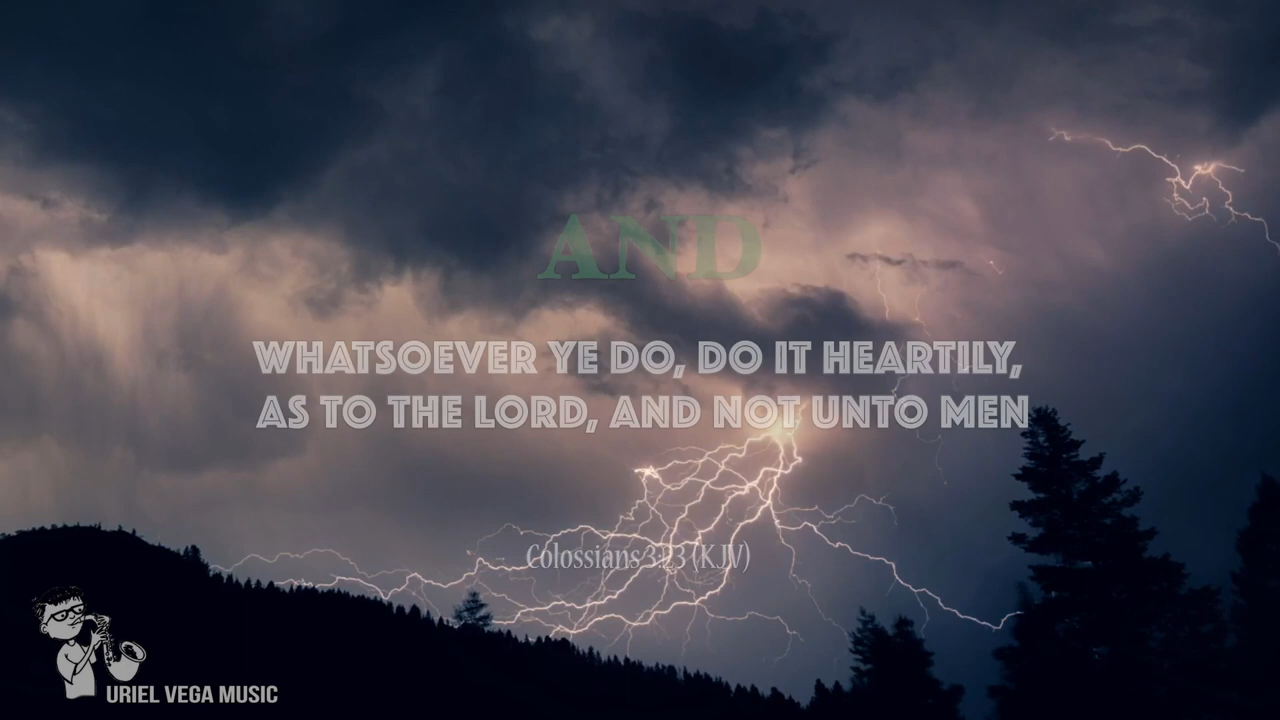 AND
WHATSOEVER YE DO, DO IT HEARTILY,
AS TO THE LORD, AND NOT UNTO MEN
Colossians 3:23 (KJV)
URIEL VEGA MUSIC